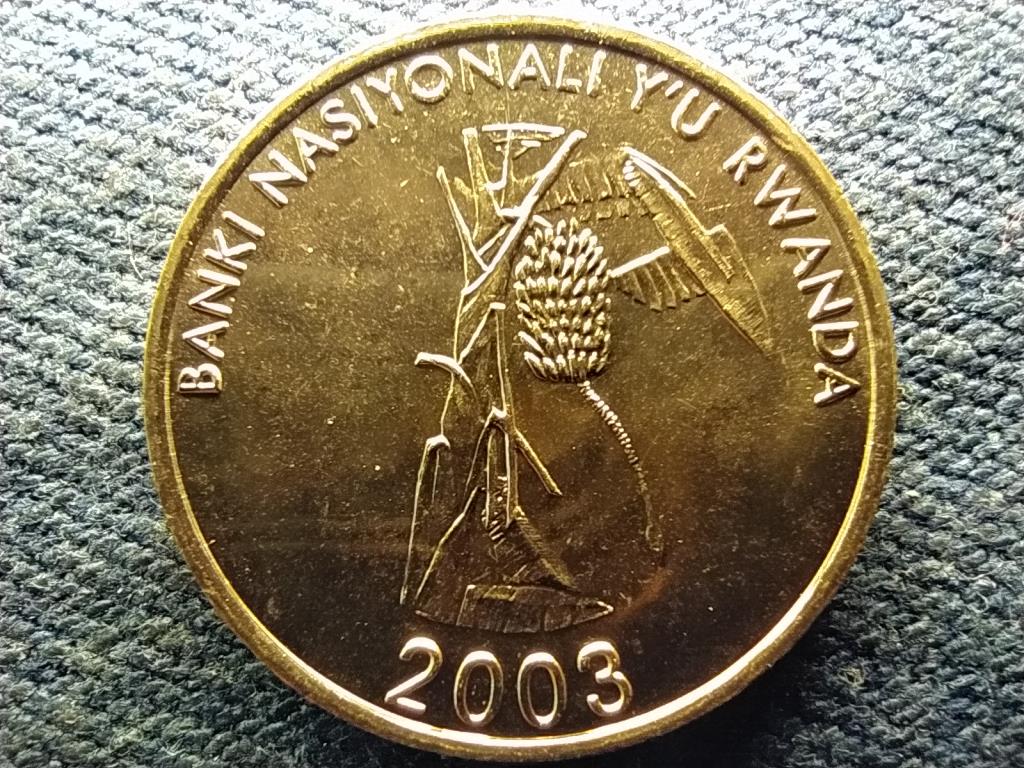 BANKI NASIYONALI Y'U RWANDA
2003